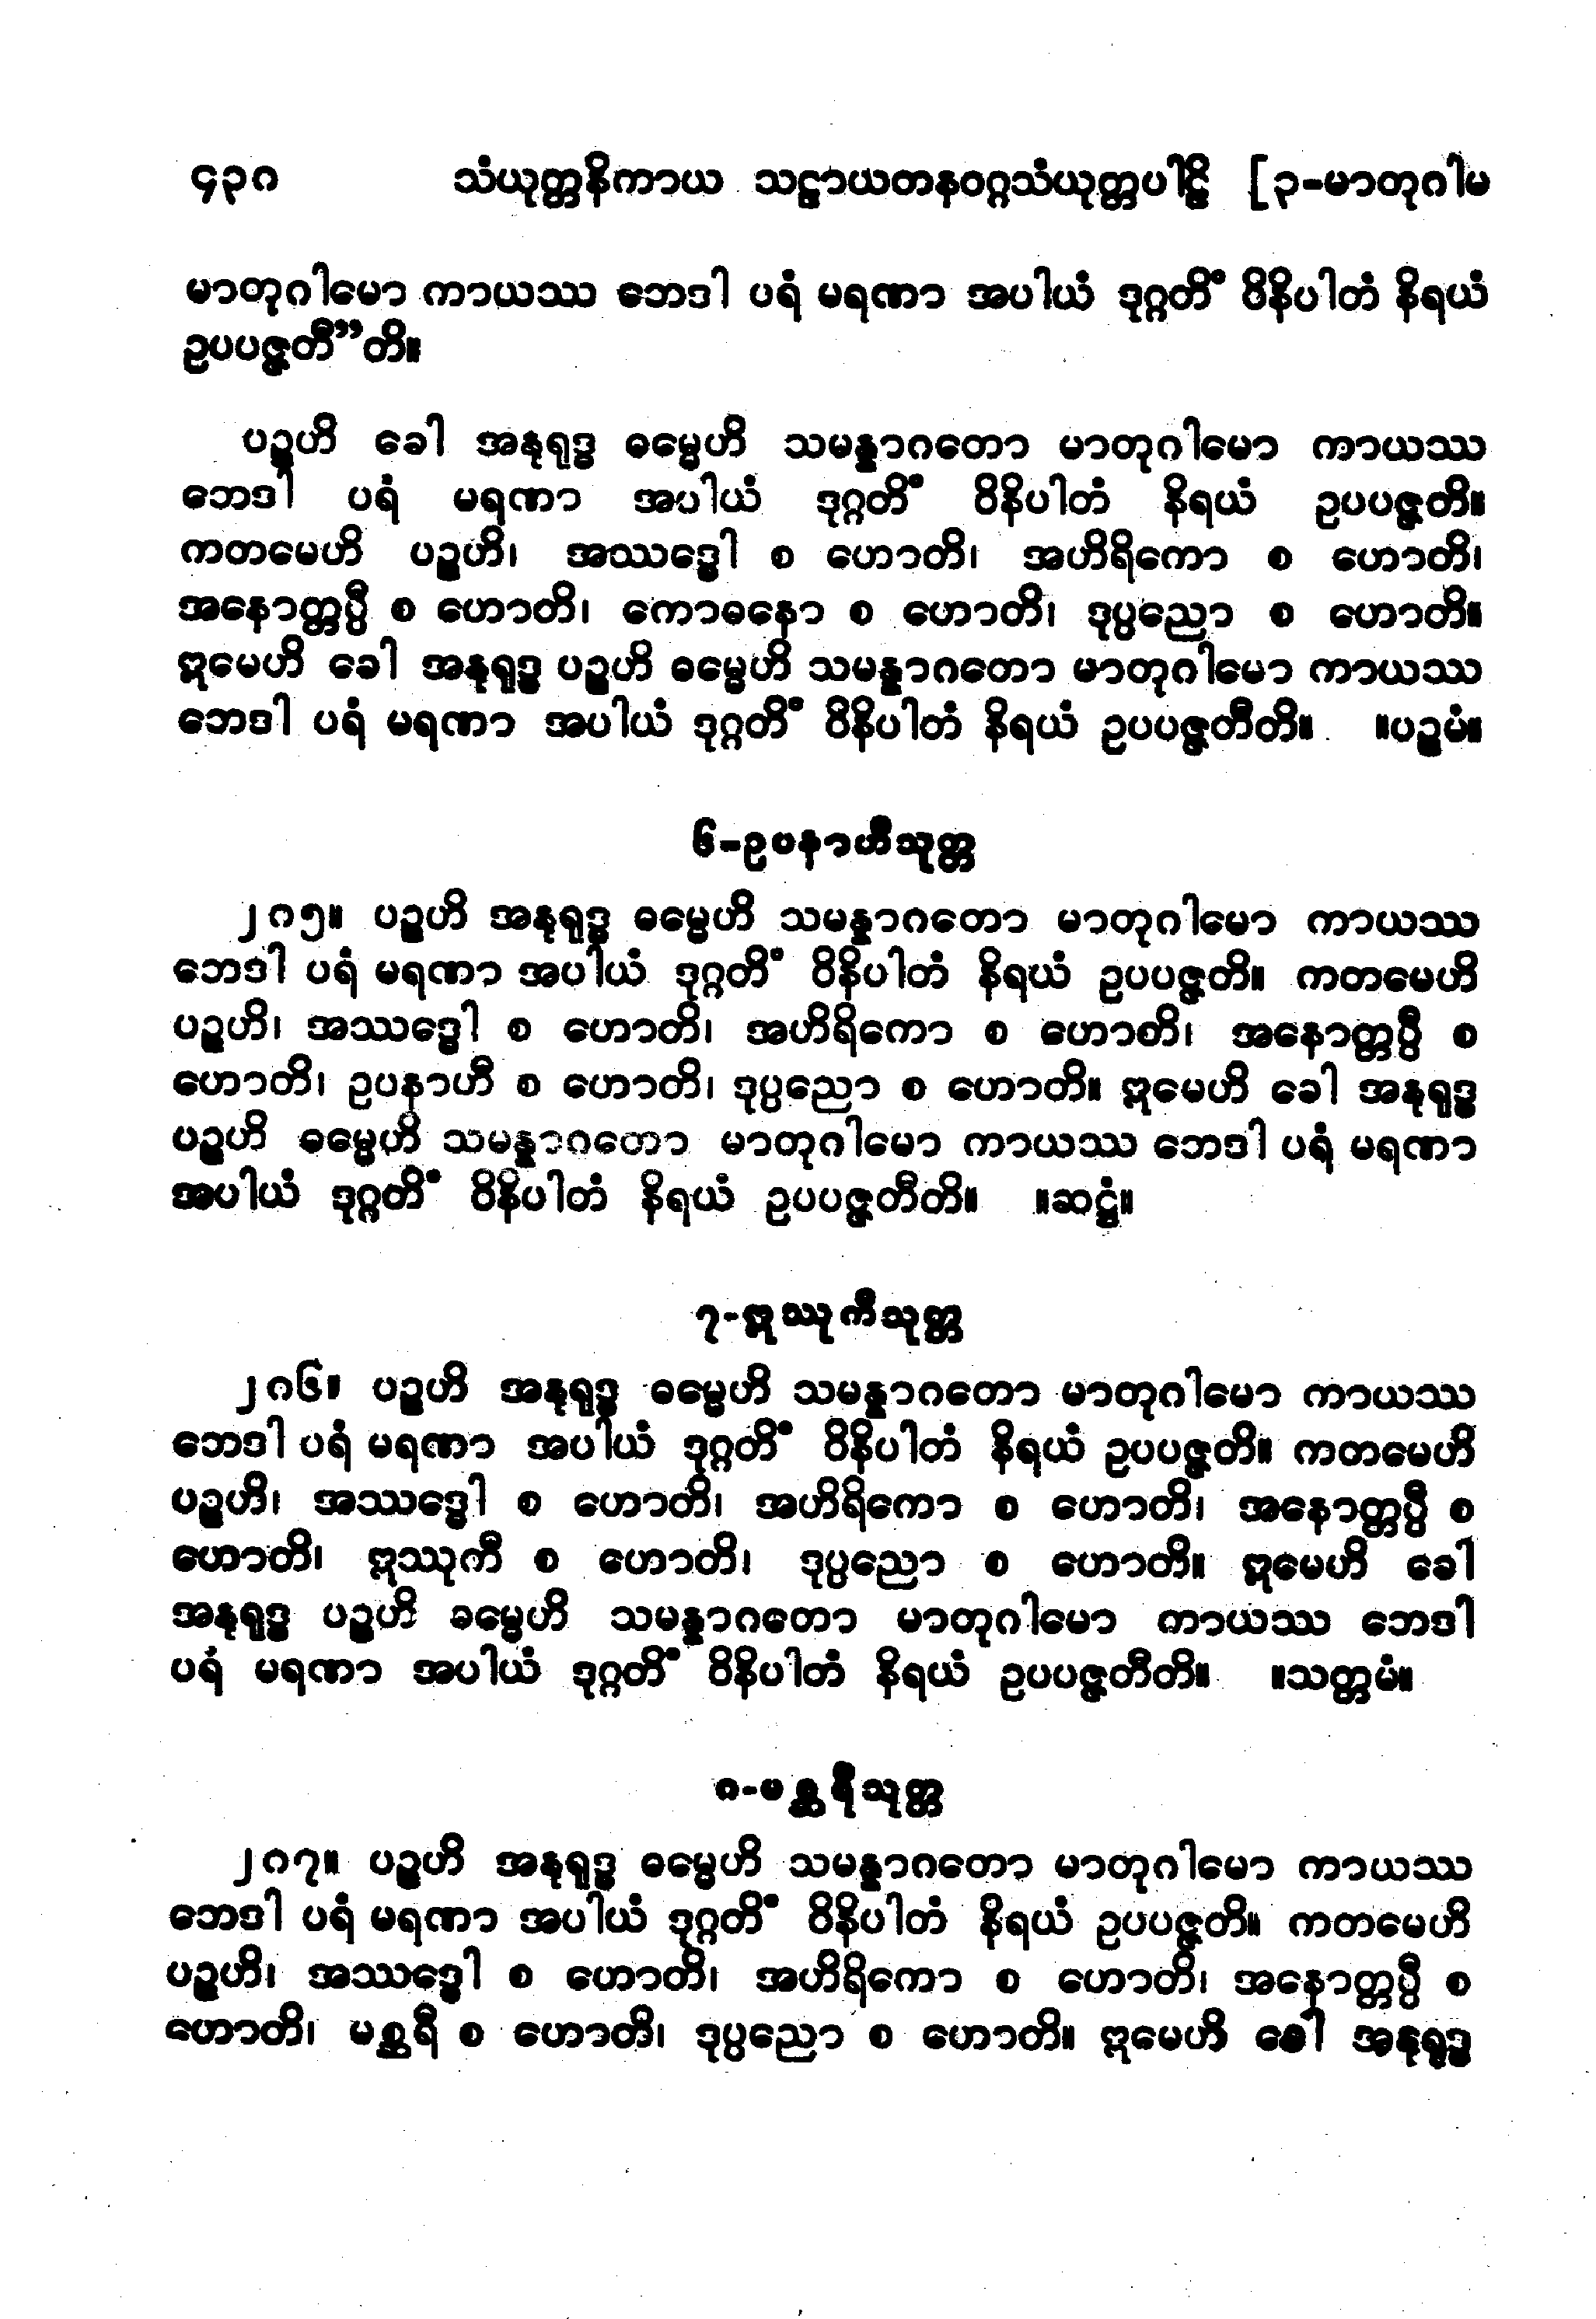 ၄၃၈ သံယုတ္တနိကာယ သဠာယတနဝဂ္ဂသံယုတ္တပါဠိ [၃-မာတုဂါမ
မာတုဂါမော ကာယဿ ဘေဒါ ပရံ မရဏာ အပါယံ ဒုဂ္ဂတိံ ဝိနိပါတံ နိရယံ
ဥပပဇ္ဇတီ”တိ။
ပဉ္စဟိ ခေါ အနုရုဒ္ဓ ဓမ္မေဟိ သမန္နာဂတော မာတုဂါမော ကာယဿ
ဘေဒါ ပရံ မရဏာ အပါယံ ဒုဂ္ဂတိံ ဝိနိပါတံ နိရယံ ဥပပဇ္ဇတိ။
ကတမေဟိ ပဉ္စဟိ၊ အဿဒ္ဓေါ စ ဟောတိ၊ အဟိရိကော စ ဟောတိ၊
အနောတ္တပ္ပီ စ ဟောတိ၊ ကောဓနော စ ဟောတိ၊ ဒုပ္ပညော စ ဟောတိ။
ဣမေဟိ ခေါ အနုရုဒ္ဓ ပဉ္စဟိ ဓမ္မေဟိ သမန္နာဂတော မာတုဂါမော ကာယဿ
ဘေဒါ ပရံ မရဏာ အပါယံ ဒုဂ္ဂတိံ ဝိနိပါတံ နိရယံ ဥပပဇ္ဇတီတိ။ ။ပဉ္စမံ။
၆-ဥပနာဟီသုတ္တ
၂၈၅။ ပဉ္စဟိ အနုရုဒ္ဓ ဓမ္မေဟိ သမန္နာဂတော မာတုဂါမော ကာယဿ
ဘေဒါ ပရံ မရဏာ အပါယံ ဒုဂ္ဂတိံ ဝိနိပါတံ နိရယံ ဥပပဇ္ဇတိ။ ကတမေဟိ
ပဉ္စဟိ၊ အဿဒ္ဓေါ စ ဟောတိ၊ အဟိရိကော စ ဟောတိ၊ အနောတ္တပ္ပီ စ
ဟောတိ၊ ဥပနာဟီ စ ဟောတိ၊ ဒုပ္ပညော စ ဟောတိ။ ဣမေဟိ ခေါ အနုရုဒ္ဓ
ပဉ္စဟိ ဓမ္မေဟိ သမန္နာဂတော မာတုဂါမော ကာယဿ ဘေဒါ ပရံ မရဏာ
အပါယံ ဒုဂ္ဂတိံ ဝိနိပါတံ နိရယံ ဥပပဇ္ဇတီတိ။ ။ဆဋ္ဌံ။
၇-ဣဿုကီသုတ္တ
၂၈၆။ ပဉ္စဟိ အနုရုဒ္ဓ ဓမ္မေဟိ သမန္နာဂတော မာတုဂါမော ကာယဿ
ဘေဒါ ပရံ မရဏာ အပါယံ ဒုဂ္ဂတိံ ဝိနိပါတံ နိရယံ ဥပပဇ္ဇတိ။ ကတမေဟိ
ပဉ္စဟိ၊ အဿဒ္ဓေါ စ ဟောတိ၊ အဟိရိကော စ ဟောတိ၊ အနောတ္တပ္ပီ စ
ဟောတိ၊ ဣဿုကီ စ ဟောတိ၊ ဒုပ္ပညော စ ဟောတိ။ ဣမေဟိ ခေါ
အနုရုဒ္ဓ ပဉ္စဟိ ဓမ္မေဟိ သမန္နာဂတော မာတုဂါမော ကာယဿ ဘေဒါ
ပရံ မရဏာ အပါယံ ဒုဂ္ဂတိံ ဝိနိပါတံ နိရယံ ဥပပဇ္ဇတီတိ။ ။သတ္တမံ။
၈-မစ္ဆရီသုတ္တ
၂၈၇။ ပဉ္စဟိ အနုရုဒ္ဓ ဓမ္မေဟိ သမန္နာဂတော မာတုဂါမော ကာယဿ
ဘေဒါ ပရံ မရဏာ အပါယံ ဒုဂ္ဂတိံ ဝိနိပါတံ နိရယံ ဥပပဇ္ဇတိ။ ကတမေဟိ
ပဉ္စဟိ၊ အဿဒ္ဓေါ စ ဟောတိ၊ အဟိရိကော စ ဟောတိ၊ အနောတ္တပ္ပီ စ
ဟောတိ၊ မစ္ဆရီ စ ဟောတိ၊ ဒုပ္ပညော စ ဟောတိ။ ဣမေဟိ ခေါ အနုရုဒ္ဓ